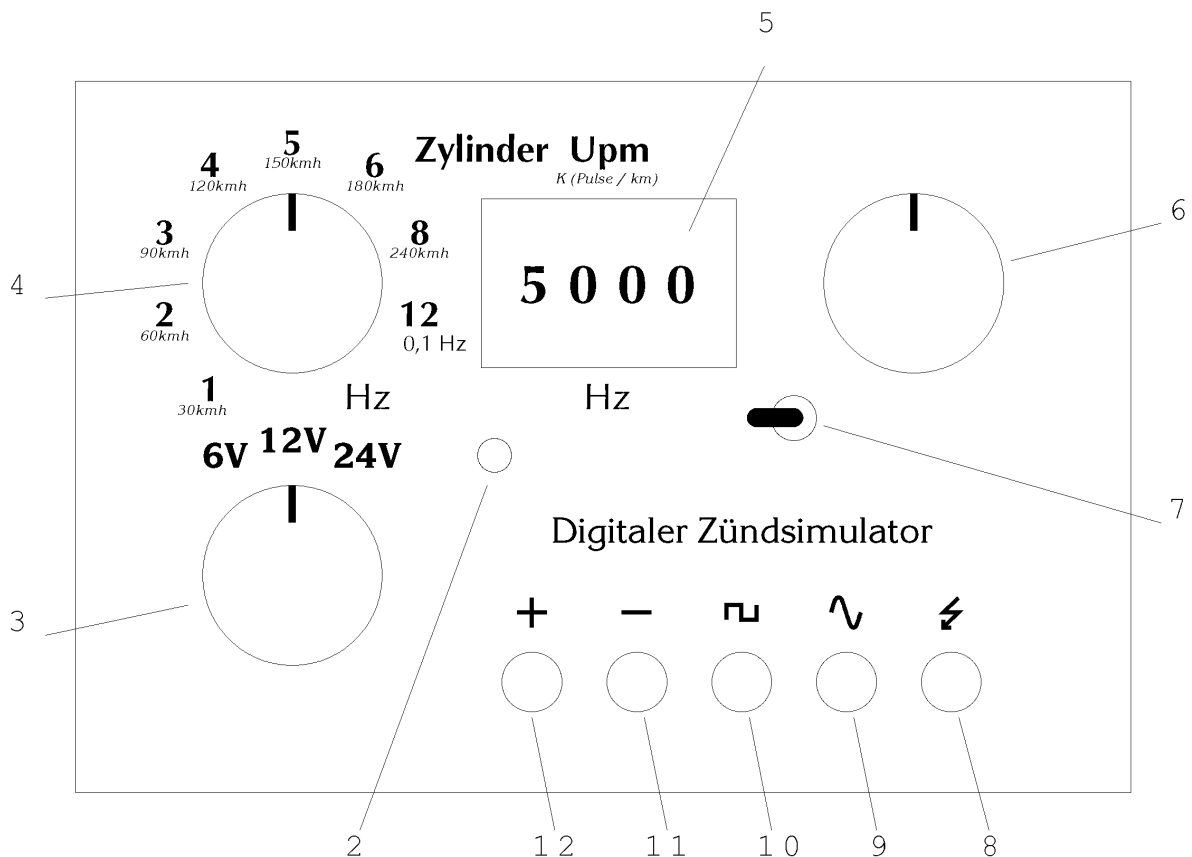 5
Zylinder Upm
K (Pulse / km)
5
150kmh
4
120kmh
6
180kmh
3
90kmh
8
240kmh
6
4
5 0 0 0
2
60kmh
12
0,1 Hz
1
30kmh
Hz
Hz
6V 12V 24V
7
Digitaler Zündsimulator
+ −
3
2 12 11 10 9 8